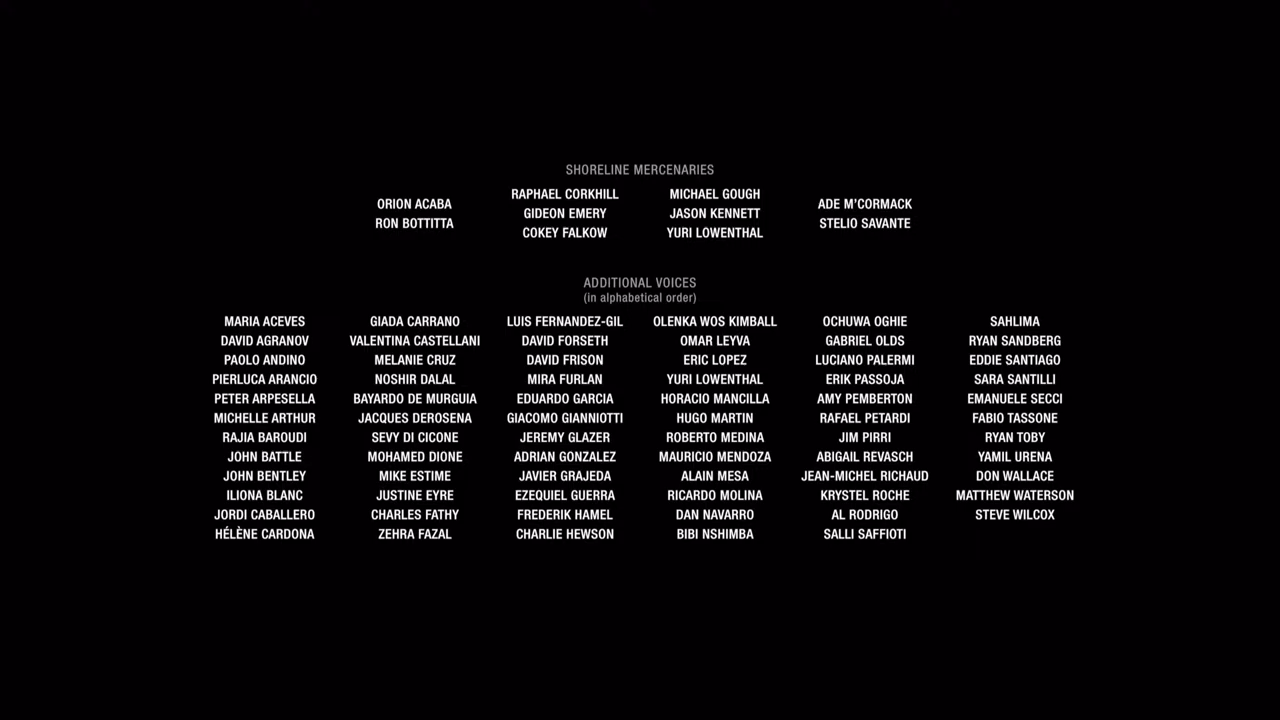 SHORELINE MERCENARIES
ORION ACABA
RON BOTTITTA
RAPHAEL CORKHILL
GIDEON EMERY
COKEY FALKOW
MICHAEL GOUGH
JASON KENNETT
YURI LOWENTHAL
ADE M'CORMACK
STELIO SAVANTE
ADDITIONAL VOICES
(in alphabetical order)
MARIA ACEVES
DAVID AGRANOV
PAOLO ANDINO
PIERLUCA ARANCIO
PETER ARPESELLA
MICHELLE ARTHUR
RAJIA BAROUDI
JOHN BATTLE
JOHN BENTLEY
ILIONA BLANC
JORDI CABALLERO
HÉLÈNE CARDONA
GIADA CARRANO
VALENTINA CASTELLANI
MELANIE CRUZ
NOSHIR DALAL
BAYARDO DE MURGUIA
JACQUES DEROSENA
SEVY DI CICONE
MOHAMED DIONE
MIKE ESTIME
JUSTINE EYRE
CHARLES FATHY
ZEHRA FAZAL
LUIS FERNANDEZ-GIL
DAVID FORSETH
DAVID FRISON
MIRA FURLAN
EDUARDO GARCIA
GIACOMO GIANNIOTTI
JEREMY GLAZER
ADRIAN GONZALEZ
JAVIER GRAJEDA
EZEQUIEL GUERRA
FREDERIK HAMEL
CHARLIE HEWSON
OLENKA WOS KIMBALL
OMAR LEYVA
ERIC LOPEZ
YURI LOWENTHAL
HORACIO MANCILLA
HUGO MARTIN
ROBERTO MEDINA
MAURICIO MENDOZA
ALAIN MESA
RICARDO MOLINA
DAN NAVARRO
BIBI NSHIMBA
OCHUWA OGHIE
GABRIEL OLDS
LUCIANO PALERMI
ERIK PASSOJA
AMY PEMBERTON
RAFAEL PETARDI
JIM PIRRI
ABIGAIL REVASCH
JEAN-MICHEL RICHAUD
KRYSTEL ROCHE
AL RODRIGO
SALLI SAFFIOTI
SAHLIMA
RYAN SANDBERG
EDDIE SANTIAGO
SARA SANTILLI
EMANUELE SECCI
FABIO TASSONE
RYAN TOBY
YAMIL URENA
DON WALLACE
MATTHEW WATERSON
STEVE WILCOX